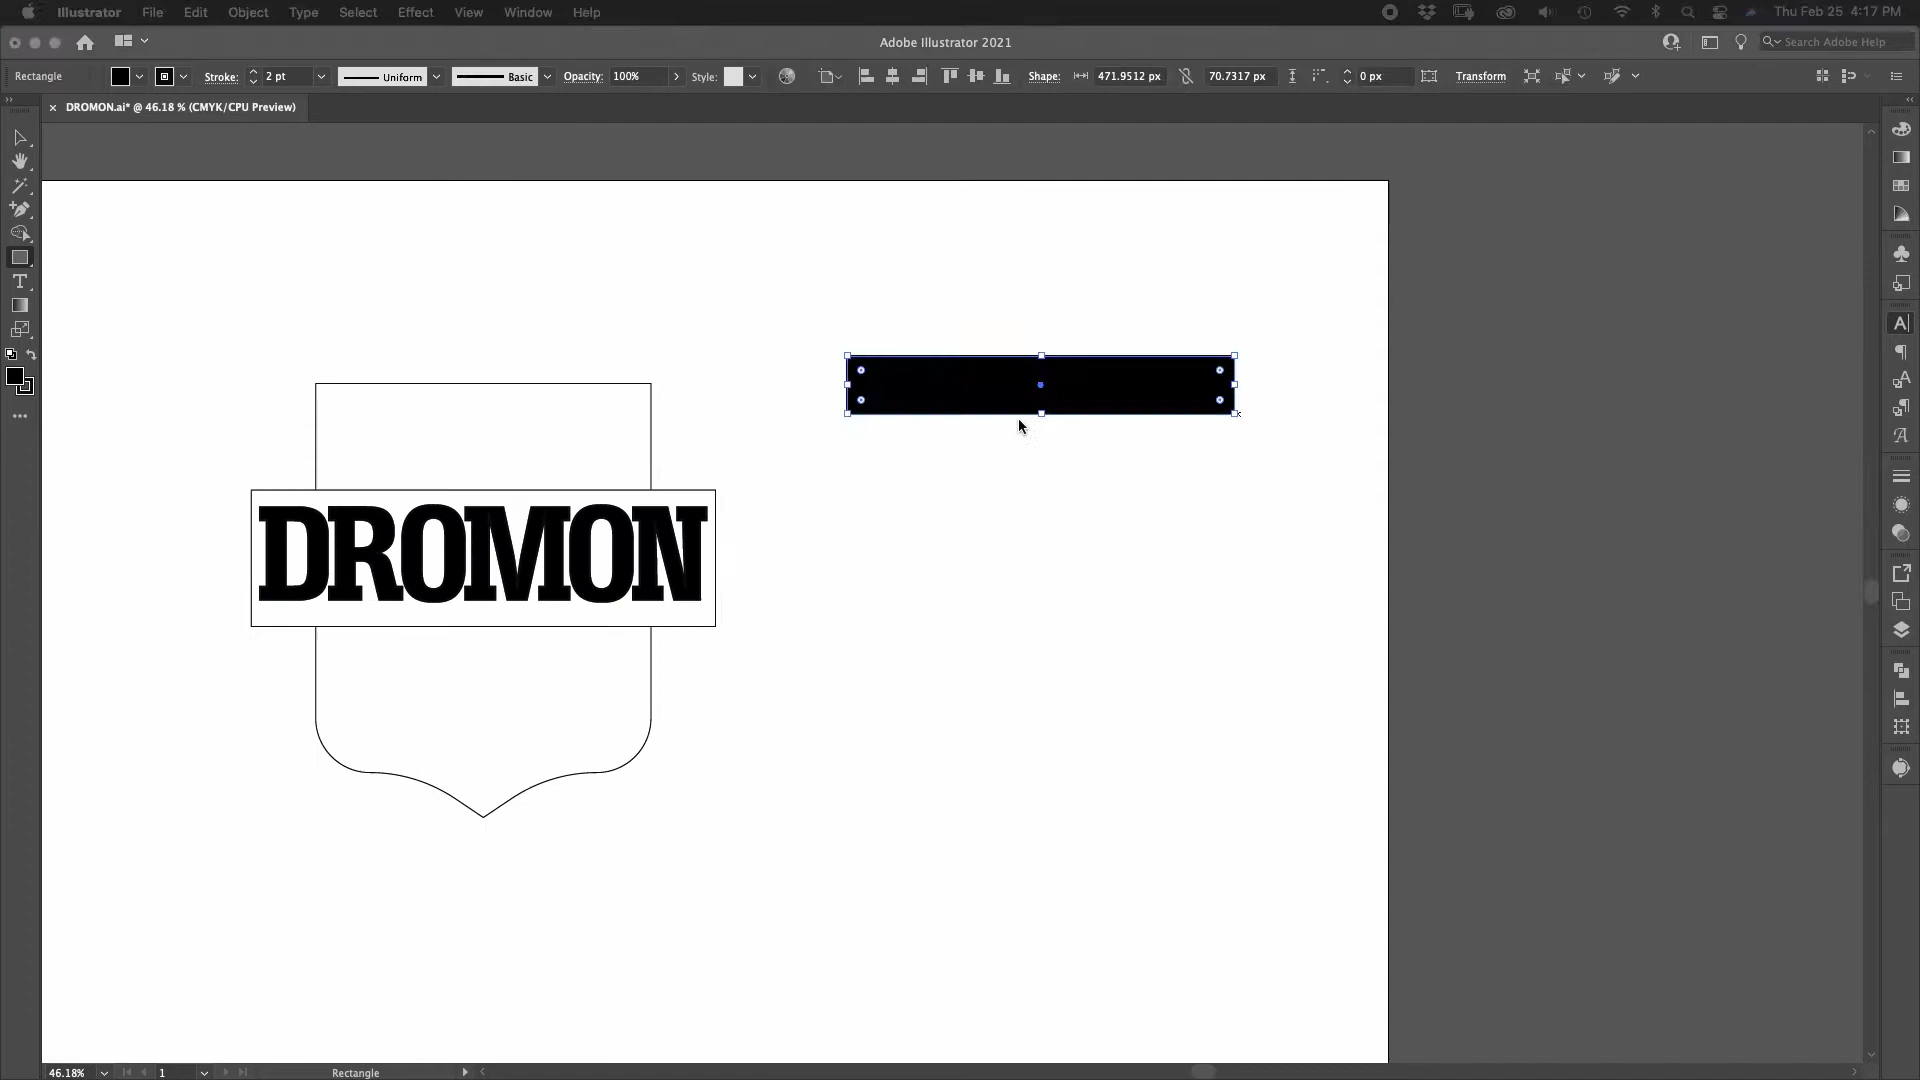 Illustrator File Edit Object Type Select Effect View Window Help Thu Feb 25 4:17 PM
Adobe Illustrator 2021 Search Adobe Help
Rectangle Stroke: 2 pt Uniform Basic Opacity: 100% Style: Shape: 471.9512 px 70.7317 px 0 px Transform
× DROMON.ai* @ 46.18 % (CMYK/CPU Preview)
DROMON
46.18% 1 Rectangle